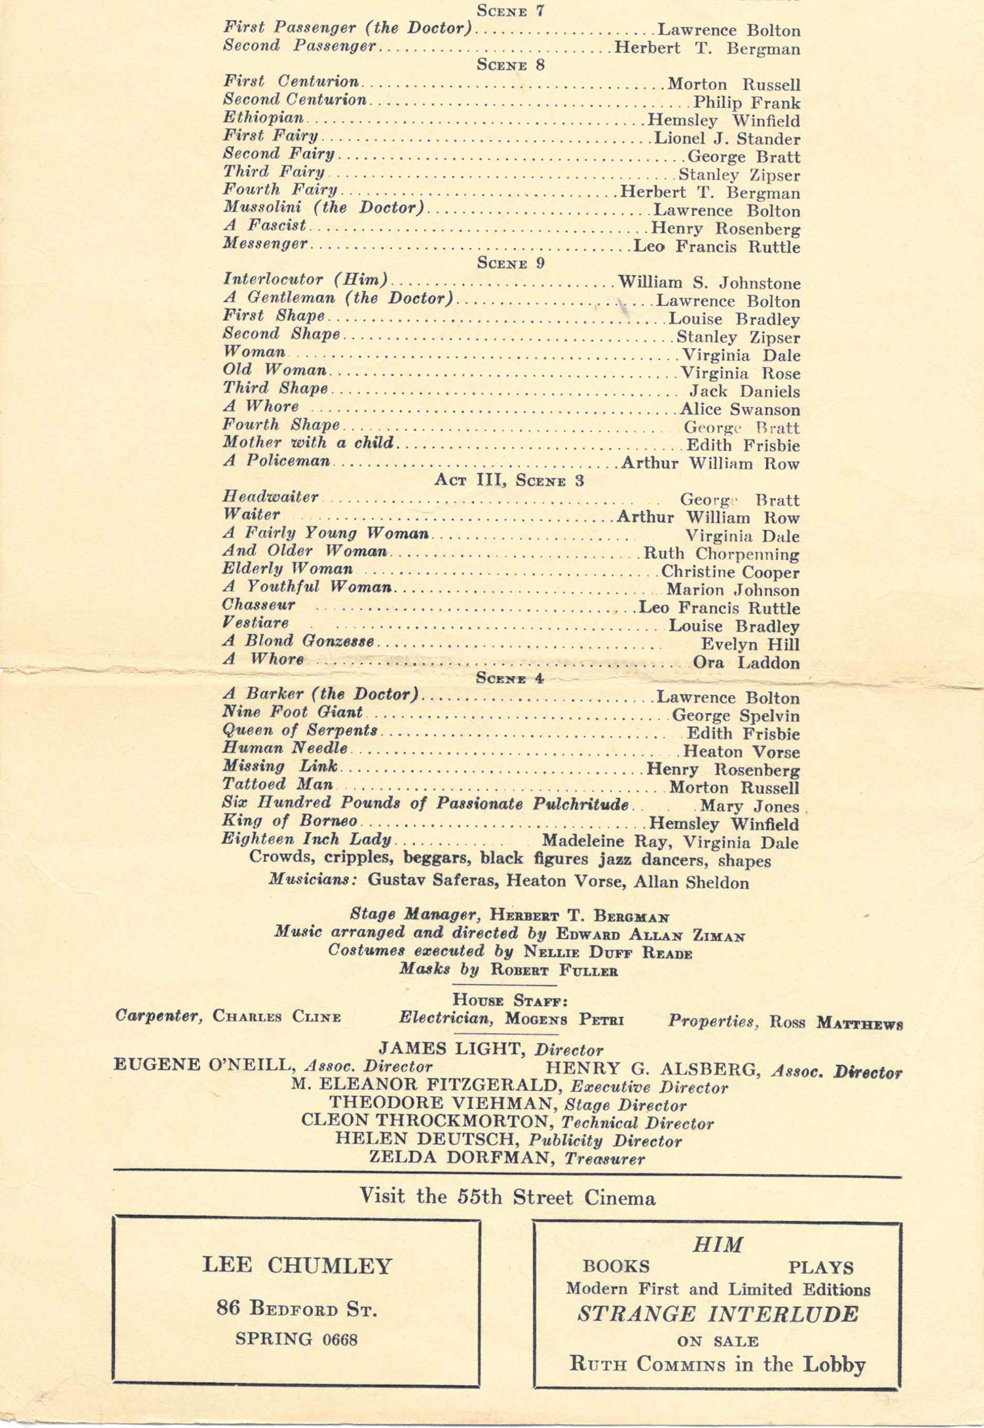 SCENE 7
First Passenger (the Doctor)..................... Lawrence Bolton
Second Passenger........................... Herbert T. Bergman
SCENE 8
First Centurion................................... Morton Russell
Second Centurion..................................... Philip Frank
Ethiopian........................................ Hemsley Winfield
First Fairy...................................... Lionel J. Stander
Second Fairy........................................ George Bratt
Third Fairy....................................... Stanley Zipser
Fourth Fairy............................... Herbert T. Bergman
Mussolini (the Doctor)......................... Lawrence Bolton
A Fascist........................................ Henry Rosenberg
Messenger..................................... Leo Francis Ruttle
SCENE 9
Interlocutor (Him).......................... William S. Johnstone
A Gentleman (the Doctor)....................... Lawrence Bolton
First Shape....................................... Louise Bradley
Second Shape...................................... Stanley Zipser
Woman............................................. Virginia Dale
Old Woman......................................... Virginia Rose
Third Shape........................................ Jack Daniels
A Whore .......................................... Alice Swanson
Fourth Shape....................................... George Bratt
Mother with a child................................ Edith Frisbie
A Policeman................................ Arthur William Row
ACT III, SCENE 3
Headwaiter......................................... George Bratt
Waiter .................................... Arthur William Row
A Fairly Young Woman.......................... Virginia Dale
And Older Woman............................. Ruth Chorpenning
Elderly Woman .................................. Christine Cooper
A Youthful Woman............................... Marion Johnson
Chasseur ..................................... Leo Francis Ruttle
Vestiare ......................................... Louise Bradley
A Blond Gonzesse................................... Evelyn Hill
A Whore ............................................ Ora Laddon
SCENE 4
A Barker (the Doctor).......................... Lawrence Bolton
Nine Foot Giant.................................. George Spelvin
Queen of Serpents................................. Edith Frisbie
Human Needle...................................... Heaton Vorse
Missing Link.................................... Henry Rosenberg
Tattoed Man...................................... Morton Russell
Six Hundred Pounds of Passionate Pulchritude.. Mary Jones
King of Borneo.................................. Hemsley Winfield
Eighteen Inch Lady............ Madeleine Ray, Virginia Dale
Crowds, cripples, beggars, black figures jazz dancers, shapes
Musicians: Gustav Saferas, Heaton Vorse, Allan Sheldon
Stage Manager, HERBERT T. BERGMAN
Music arranged and directed by EDWARD ALLAN ZIMAN
Costumes executed by NELLIE DUFF READE
Masks by ROBERT FULLER
HOUSE STAFF:
Carpenter, CHARLES CLINE Electrician, MOGENS PETRI Properties, ROSS MATTHEWS
JAMES LIGHT, Director
EUGENE O'NEILL, Assoc. Director HENRY G. ALSBERG, Assoc. Director
M. ELEANOR FITZGERALD, Executive Director
THEODORE VIEHMAN, Stage Director
CLEON THROCKMORTON, Technical Director
HELEN DEUTSCH, Publicity Director
ZELDA DORFMAN, Treasurer
Visit the 55th Street Cinema
LEE CHUMLEY
86 BEDFORD ST.
SPRING 0668
HIM
BOOKS PLAYS
Modern First and Limited Editions
STRANGE INTERLUDE
ON SALE
RUTH COMMINS in the Lobby